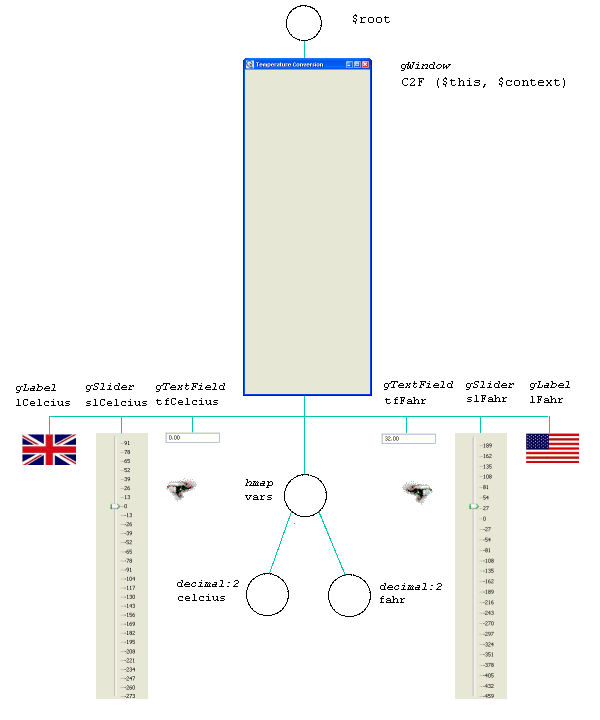 $root
Temperature Conversion
gWindow
C2F ($this, $context)
gLabel
lCelcius
gSlider
slCelcius
gTextField
tfCelcius
gTextField
tfFahr
gSlider
slFahr
gLabel
lFahr
0.00
32.00
91
78
65
52
39
26
13
0
-13
-26
-39
-52
-65
-78
-91
-104
-117
-130
-143
-156
-169
-182
-195
-208
-221
-234
-247
-260
-273
hmap
vars
decimal:2
celcius
decimal:2
fahr
189
162
135
108
81
54
27
0
-27
-54
-81
-108
-135
-162
-189
-216
-243
-270
-297
-324
-351
-378
-405
-432
-459